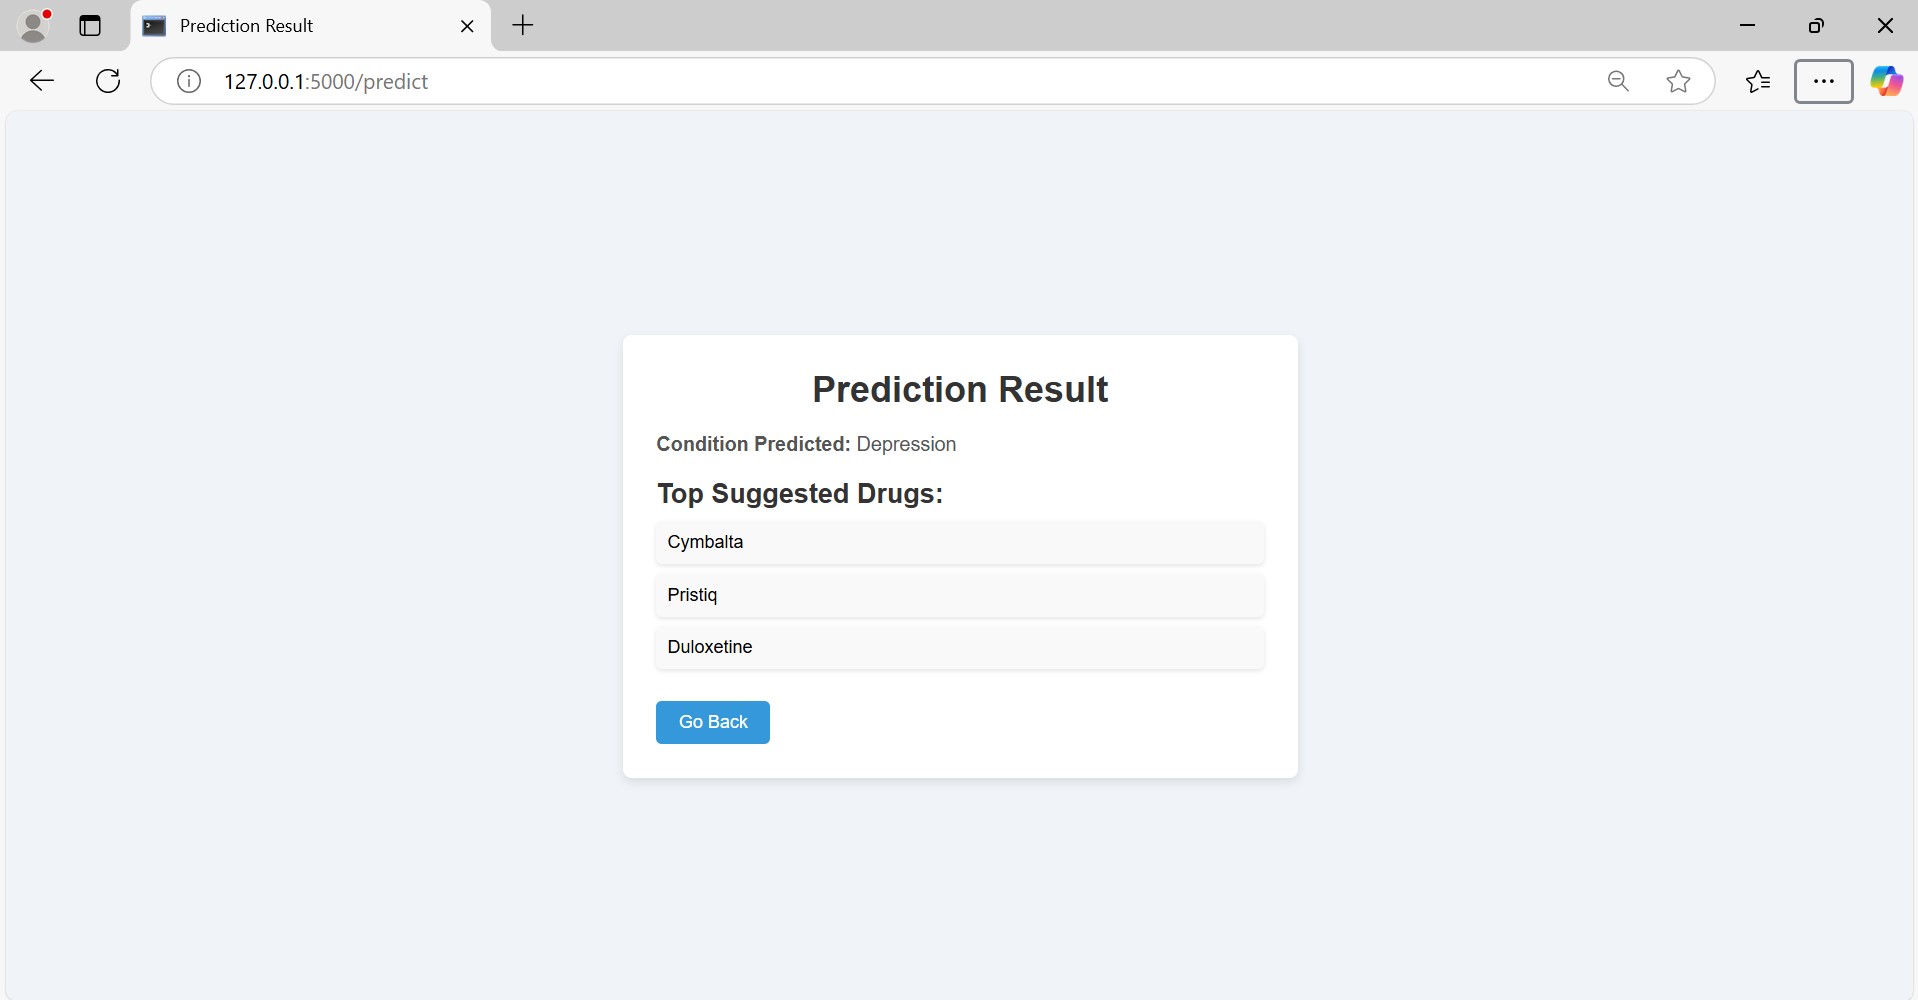 Prediction Result
127.0.0.1:5000/predict
Prediction Result
Condition Predicted: Depression
Top Suggested Drugs:
Cymbalta
Pristiq
Duloxetine
Go Back